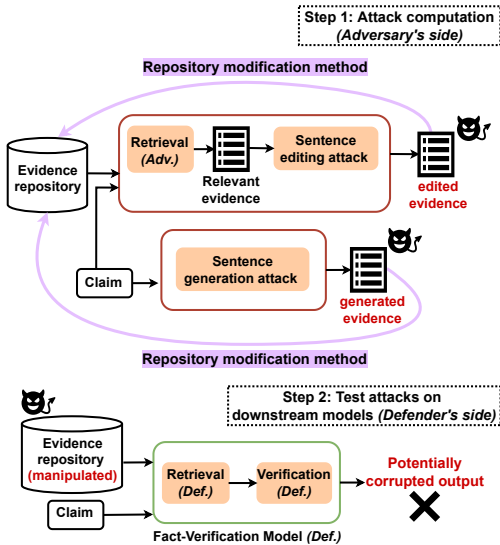 Step 1: Attack computation
(Adversary's side)
Repository modification method
Evidence
repository
Retrieval
(Adv.)
Relevant
evidence
Sentence
editing attack
edited
evidence
Claim
Sentence
generation attack
generated
evidence
Repository modification method
Step 2: Test attacks on
downstream models (Defender's side)
Evidence
repository
(manipulated)
Claim
Retrieval
(Def.)
Verification
(Def.)
Potentially
corrupted output
Fact-Verification Model (Def.)